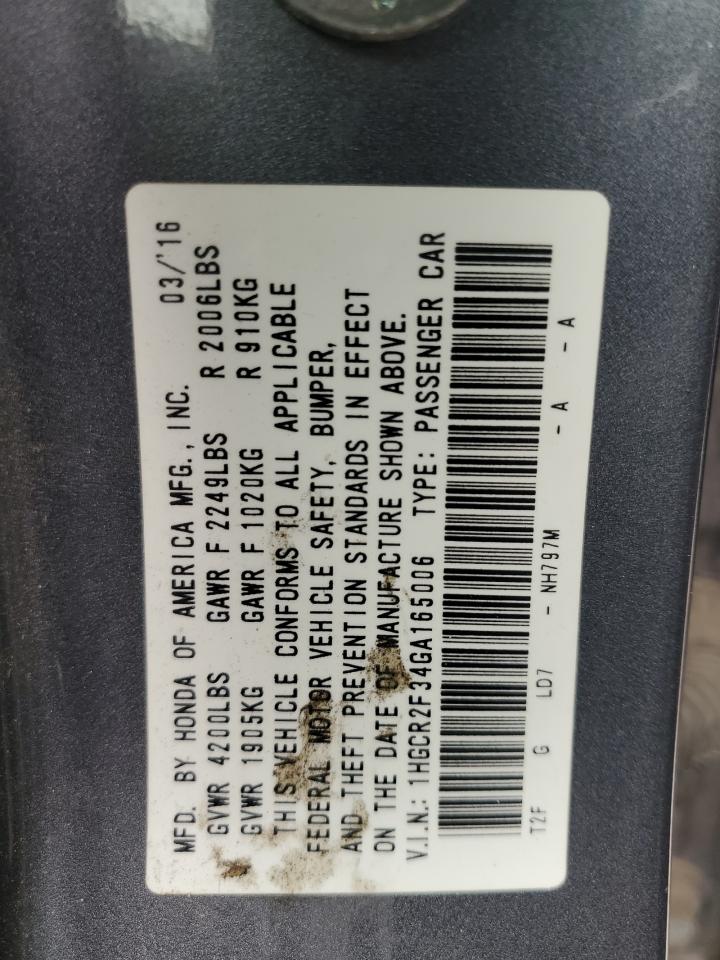 MFD. BY HONDA OF AMERICA MFG., INC. 03/'16
GVWR 4200LBS GAWR F 2249LBS R 2006LBS
GVWR 1905KG GAWR F 1020KG R 910KG
THIS VEHICLE CONFORMS TO ALL APPLICABLE
FEDERAL MOTOR VEHICLE SAFETY, BUMPER,
AND THEFT PREVENTION STANDARDS IN EFFECT
ON THE DATE OF MANUFACTURE SHOWN ABOVE.
V.I.N.: 1HGCR2F34GA165006 TYPE: PASSENGER CAR
T2F G LD7 - NH797M - A - A